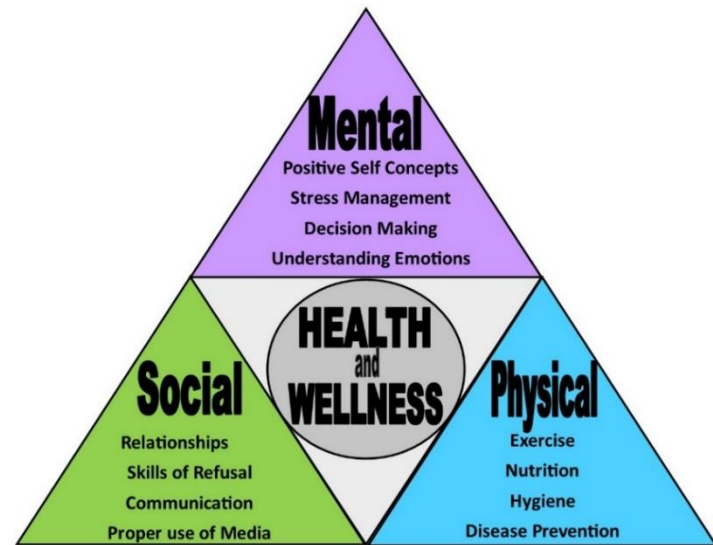 Mental
Positive Self Concepts
Stress Management
Decision Making
Understanding Emotions
HEALTH
and
WELLNESS
Social
Relationships
Skills of Refusal
Communication
Proper use of Media
Physical
Exercise
Nutrition
Hygiene
Disease Prevention